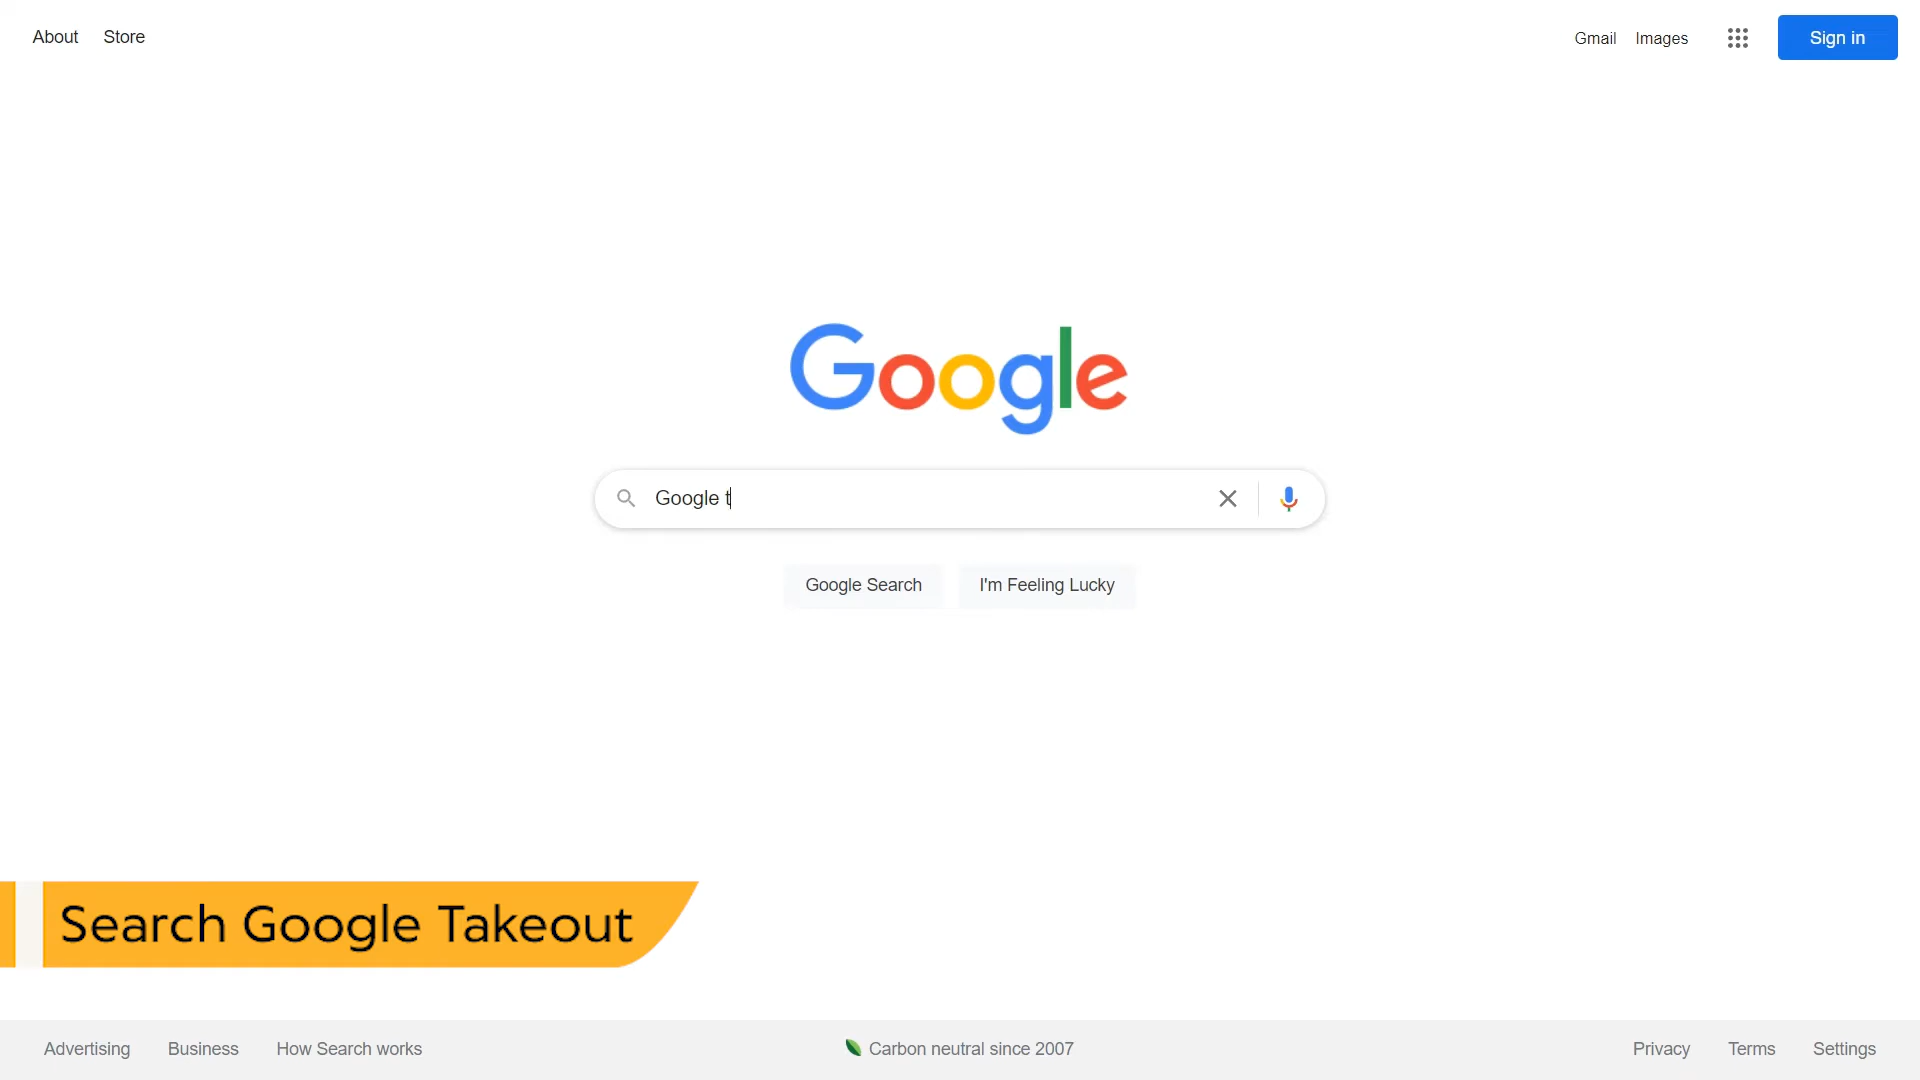 About Store
Gmail Images Sign in
Google
Google t
Google Search I'm Feeling Lucky
Search Google Takeout
Advertising Business How Search works
Carbon neutral since 2007
Privacy Terms Settings